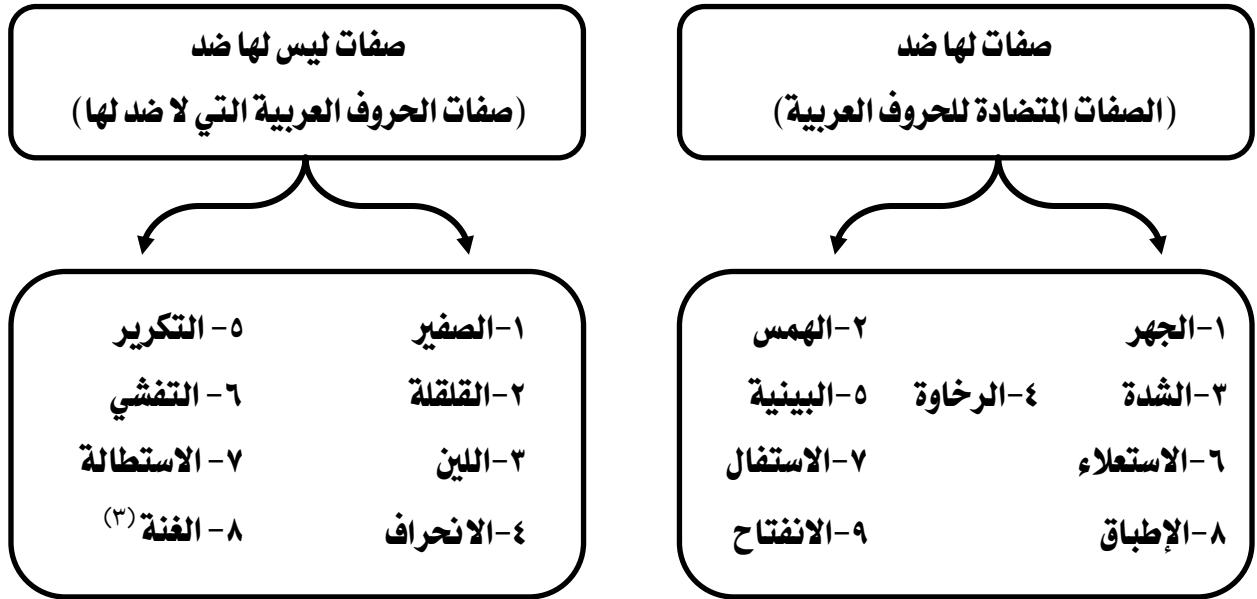 صفات لها ضد
(الصفات المتضادة للحروف العربية)
١-الجهر ٢-الهمس
٣-الشدة ٤-الرخاوة ٥-البينية
٦-الاستعلاء ٧-الاستفال
٨-الإطباق ٩-الانفتاح
صفات ليس لها ضد
(صفات الحروف العربية التي لا ضد لها)
١-الصفير ٥- التكرير
٢-القلقلة ٦- التفشي
٣-اللين ٧- الاستطالة
٤-الانحراف ٨- الغنة (٣)